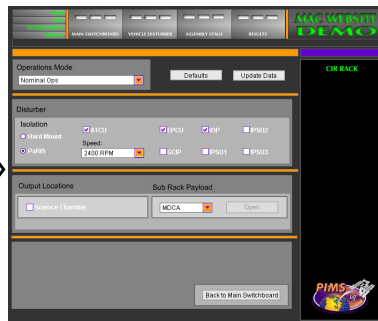 MAIN SWITCHBOARD VEHICLE DISTURBER ASSEMBLY STAGE RESULTS
MAC WEBSITE
DEMO
Operations Mode
Nominal Ops
Defaults Update Data
CIR RACK
Disturber
Isolation
Hard Mount
PaRIS
ATCU EPCU IOP IPSU2
Speed:
2400 RPM GCIP IPSU1 IPSU3
Output Locations
Science Chamber
Sub Rack Payload
MDCA Open
Back to Main Switchboard
PIMS